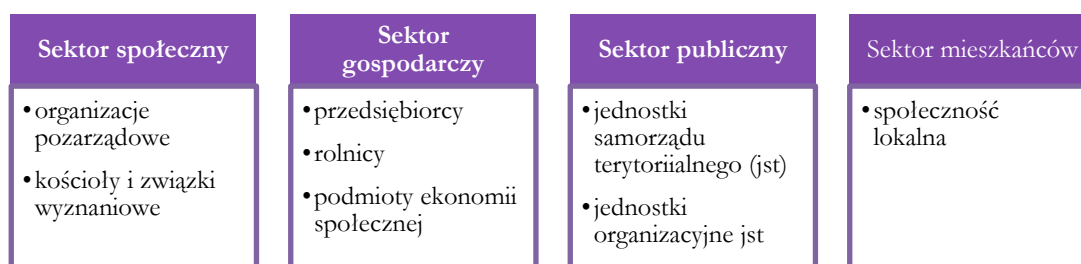 Sektor społeczny
•organizacje
pozarządowe
•kościoły i związki
wyznaniowe
Sektor
gospodarczy
•przedsiębiorcy
•rolnicy
•podmioty ekonomii
społecznej
Sektor publiczny
•jednostki
samorządu
terytoriialnego (jst)
•jednostki
organizacyjne jst
Sektor mieszkańców
•społeczność
lokalna